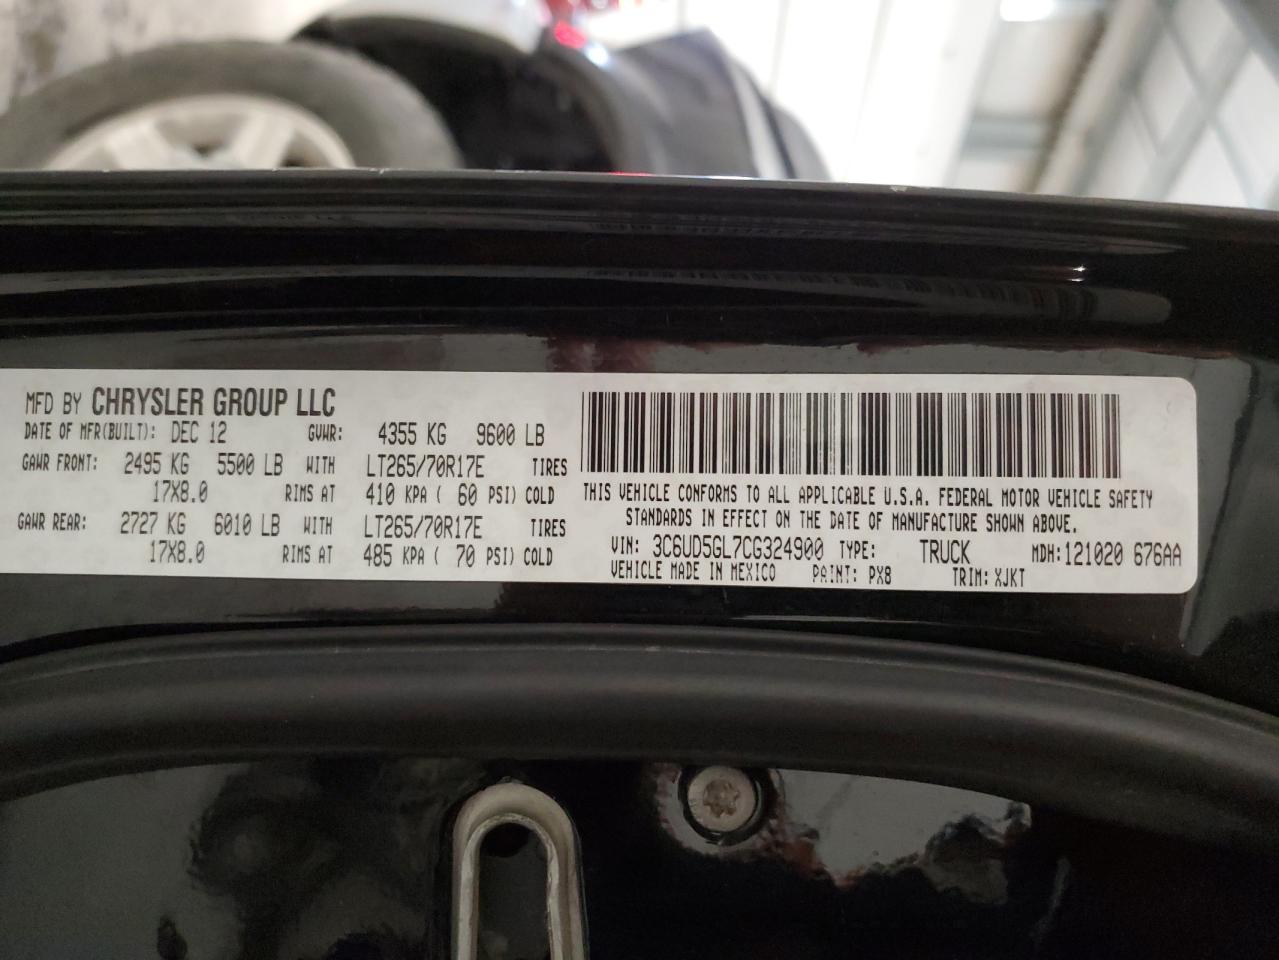 MFD BY CHRYSLER GROUP LLC
DATE OF MFR(BUILT): DEC 12 GVWR: 4355 KG 9600 LB
GAWR FRONT: 2495 KG 5500 LB WITH LT265/70R17E TIRES
17X8.0 RIMS AT 410 KPA ( 60 PSI) COLD
GAWR REAR: 2727 KG 6010 LB WITH LT265/70R17E TIRES
17X8.0 RIMS AT 485 KPA ( 70 PSI) COLD
THIS VEHICLE CONFORMS TO ALL APPLICABLE U.S.A. FEDERAL MOTOR VEHICLE SAFETY
STANDARDS IN EFFECT ON THE DATE OF MANUFACTURE SHOWN ABOVE.
VIN: 3C6UD5GL7CG324900 TYPE: TRUCK MDH: 121020 676AA
VEHICLE MADE IN MEXICO PAINT: PX8 TRIM: XJKT